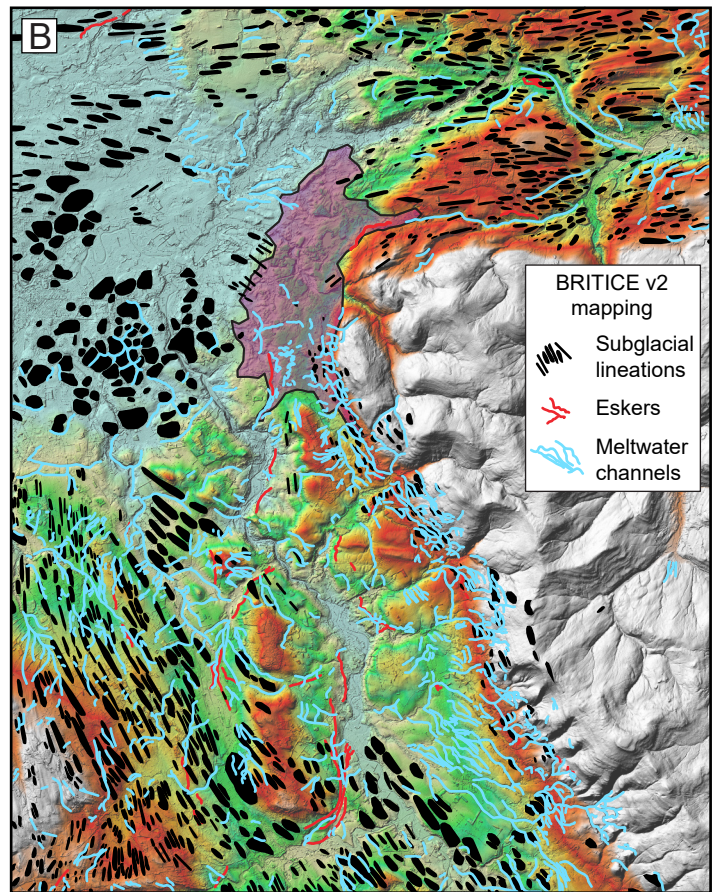 B
BRITICE v2
mapping
Subglacial
lineations
Eskers
Meltwater
channels